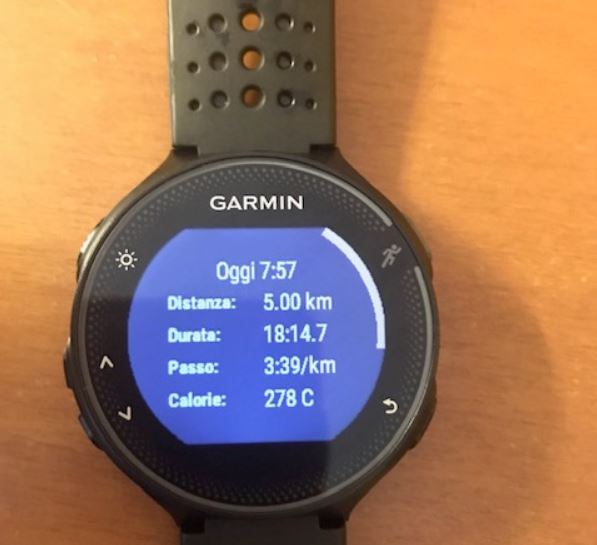 GARMIN
Oggi 7:57
Distanza: 5.00 km
Durata: 18:14.7
Passo: 3:39/km
Calorie: 278 C